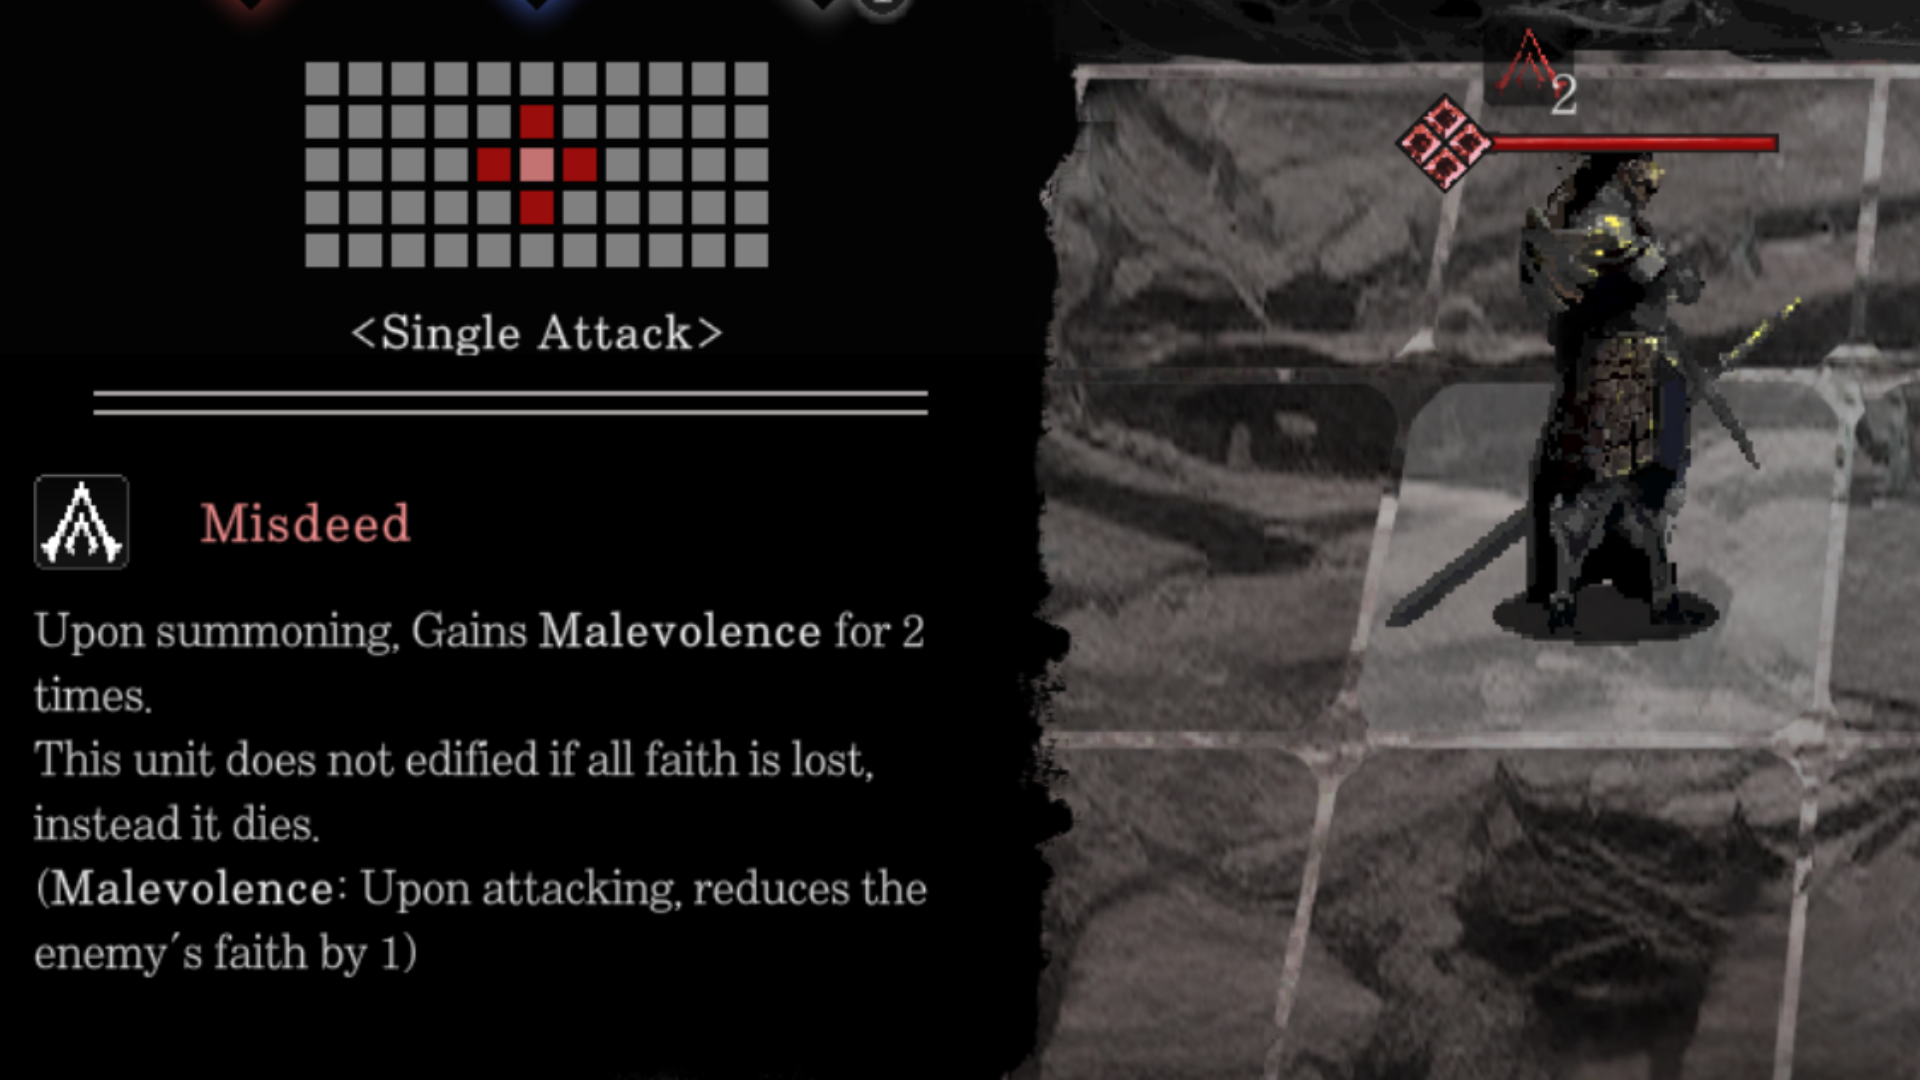 <Single Attack>
2
Misdeed
Upon summoning, Gains Malevolence for 2
times.
This unit does not edified if all faith is lost,
instead it dies.
(Malevolence: Upon attacking, reduces the
enemy´s faith by 1)